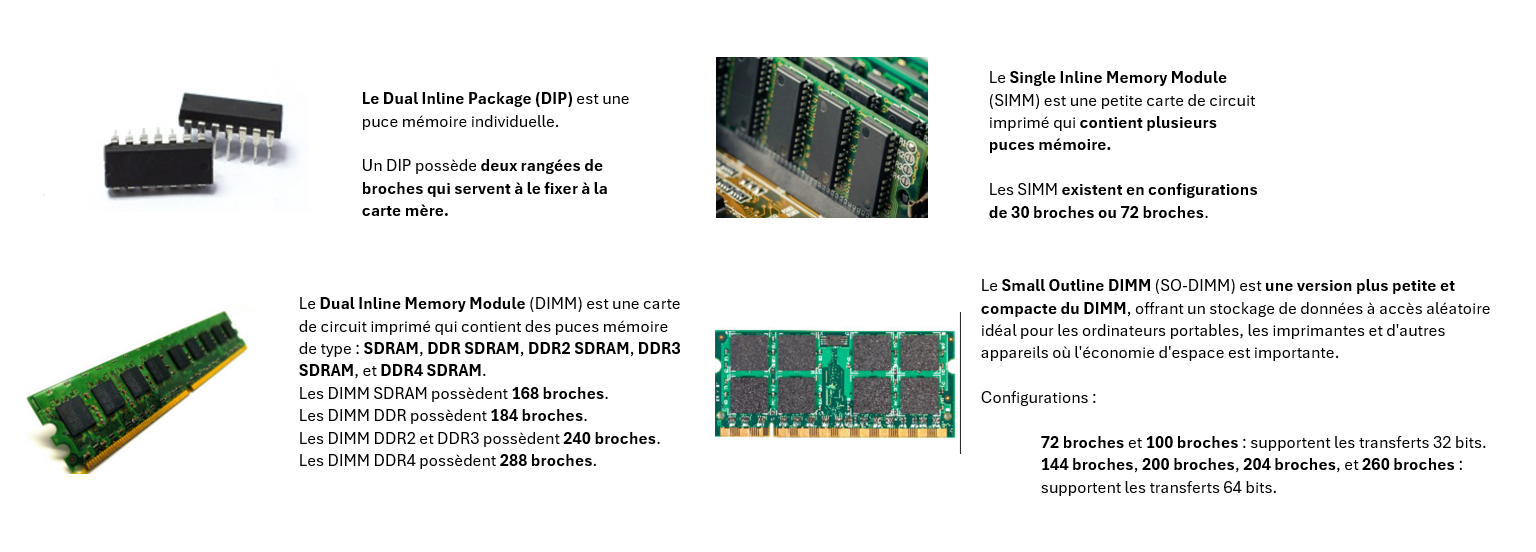 Le Dual Inline Package (DIP) est une
puce mémoire individuelle.
Un DIP possède deux rangées de
broches qui servent à le fixer à la
carte mère.
Le Single Inline Memory Module
(SIMM) est une petite carte de circuit
imprimé qui contient plusieurs
puces mémoire.
Les SIMM existent en configurations
de 30 broches ou 72 broches.
Le Dual Inline Memory Module (DIMM) est une carte
de circuit imprimé qui contient des puces mémoire
de type : SDRAM, DDR SDRAM, DDR2 SDRAM, DDR3
SDRAM, et DDR4 SDRAM.
Les DIMM SDRAM possèdent 168 broches.
Les DIMM DDR possèdent 184 broches.
Les DIMM DDR2 et DDR3 possèdent 240 broches.
Les DIMM DDR4 possèdent 288 broches.
Le Small Outline DIMM (SO-DIMM) est une version plus petite et
compacte du DIMM, offrant un stockage de données à accès aléatoire
idéal pour les ordinateurs portables, les imprimantes et d'autres
appareils où l'économie d'espace est importante.
Configurations :
72 broches et 100 broches : supportent les transferts 32 bits.
144 broches, 200 broches, 204 broches, et 260 broches :
supportent les transferts 64 bits.